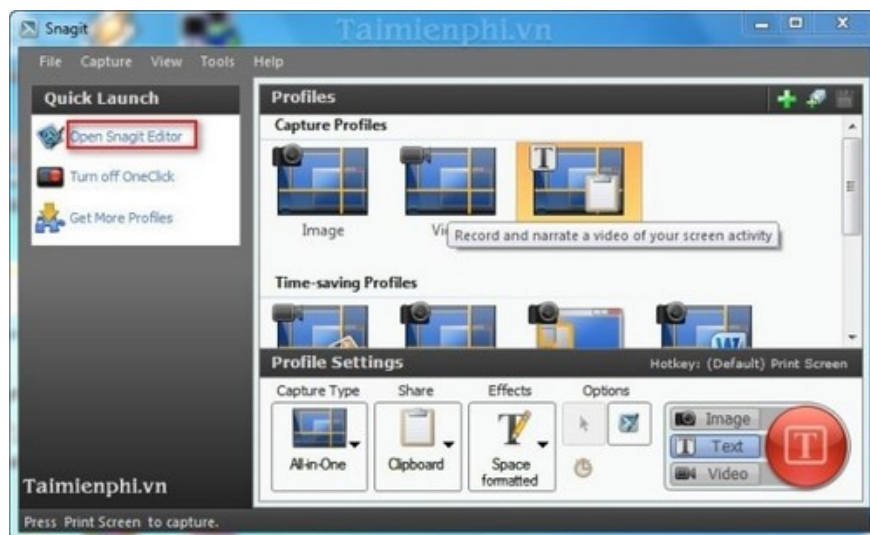 Snagit
Taimienphi.vn
File Capture View Tools Help
Quick Launch
Open Snagit Editor
Turn off OneClick
Get More Profiles
Profiles
Capture Profiles
T
Image
Vi
Record and narrate a video of your screen activity
Time-saving Profiles
W
Profile Settings
Hotkey: (Default) Print Screen
Capture Type Share Effects Options
T
All-in-One
Clipboard
Space
formatted
Image
T Text
Video
T
Taimienphi.vn
Press Print Screen to capture.